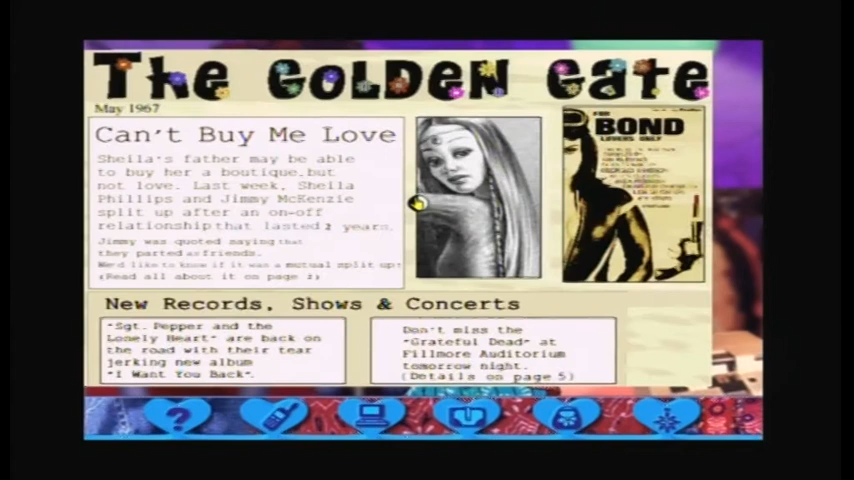 The Golden Gate
May 1967
Can't Buy Me Love
Sheila's father may be able
to buy her a boutique, but
not love. Last week, Sheila
Phillips and Jimmy McKenzie
split up after an on-off
relationship that lasted 2 years.
Jimmy was quoted saying that
they parted as friends.
We'd like to know if it was a mutual split up!
(Read all about it on page 2)
FOR
BOND
LOVERS ONLY
New Records, Shows & Concerts
"Sgt. Pepper and the
Lonely Heart" are back on
the road with their tear
jerking new album
"I Want You Back".
Don't miss the
"Grateful Dead" at
Fillmore Auditorium
tomorrow night.
(Details on page 5)
?